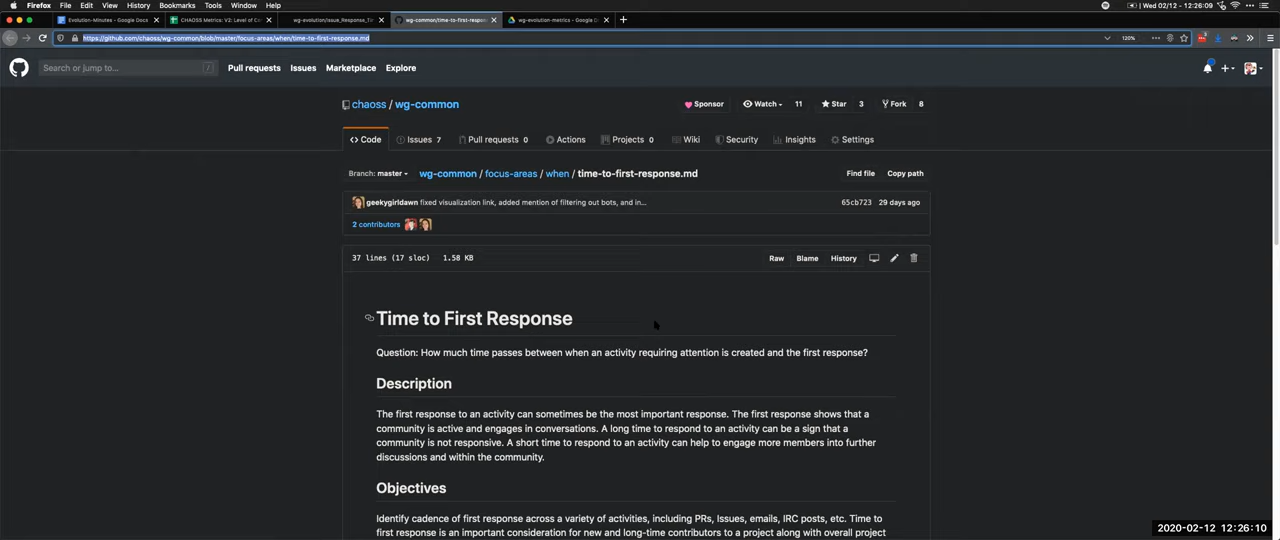 Firefox File Edit View History Bookmarks Tools Window Help
Wed 02/12 12:26:09
Evolution-Minutes - Google Docs
CHAOSS Metrics: V2: Level of Co
wg-evolution/Issue_Response_Ti
wg-common/time-to-first-respons
wg-evolution-metrics - Google D
https://github.com/chaoss/wg-common/blob/master/focus-areas/when/time-to-first-response.md
120%
Search or jump to... /
Pull requests Issues Marketplace Explore
chaoss / wg-common
Sponsor Watch 11 Star 3 Fork 8
Code Issues 7 Pull requests 0 Actions Projects 0 Wiki Security Insights Settings
Branch: master wg-common / focus-areas / when / time-to-first-response.md Find file Copy path
geekygirldawn fixed visualization link, added mention of filtering out bots, and in... 65cb723 29 days ago
2 contributors
37 lines (17 sloc) 1.58 KB Raw Blame History
Time to First Response
Question: How much time passes between when an activity requiring attention is created and the first response?
Description
The first response to an activity can sometimes be the most important response. The first response shows that a
community is active and engages in conversations. A long time to respond to an activity can be a sign that a
community is not responsive. A short time to respond to an activity can help to engage more members into further
discussions and within the community.
Objectives
Identify cadence of first response across a variety of activities, including PRs, Issues, emails, IRC posts, etc. Time to
first response is an important consideration for new and long-time contributors to a project along with overall project
2020-02-12 12:26:10